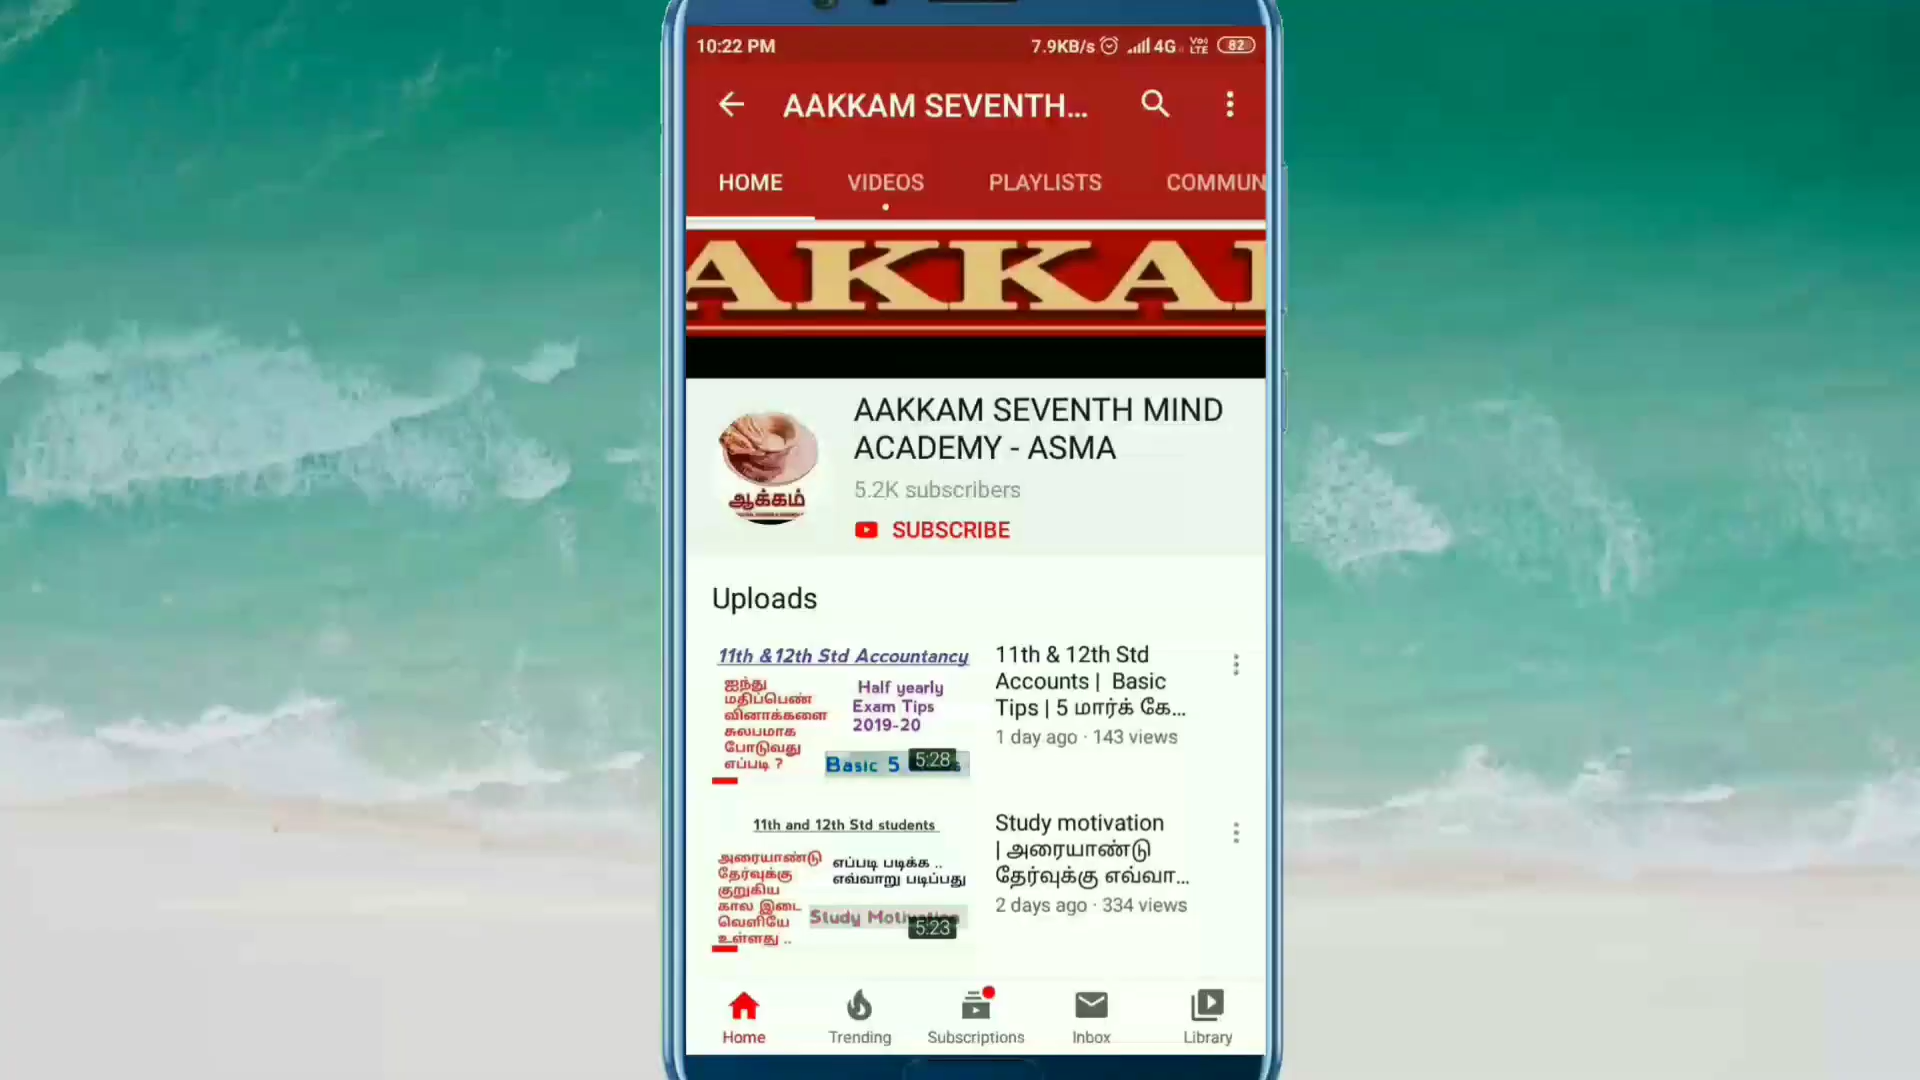 10:22 PM 7.9KB/s 4G Vo) LTE 82
AAKKAM SEVENTH...
HOME VIDEOS PLAYLISTS COMMUN
AKKA
AAKKAM SEVENTH MIND
ACADEMY - ASMA
5.2K subscribers
SUBSCRIBE
ஆக்கம்
Uploads
11th &12th Std Accountancy
ஐந்து
மதிப்பெண்
வினாக்களை
சுலபமாக
போடுவது
எப்படி ?
Half yearly
Exam Tips
2019-20
Basic 5
5:28
11th & 12th Std
Accounts | Basic
Tips | 5 மார்க் கே...
1 day ago · 143 views
11th and 12th Std students
அரையாண்டு
தேர்வுக்கு
குறுகிய
கால இடை
வெளியே
உள்ளது ..
எப்படி படிக்க ..
எவ்வாறு படிப்பது
Study Motivation
5:23
Study motivation
| அரையாண்டு
தேர்வுக்கு எவ்வா...
2 days ago · 334 views
Home Trending Subscriptions Inbox Library